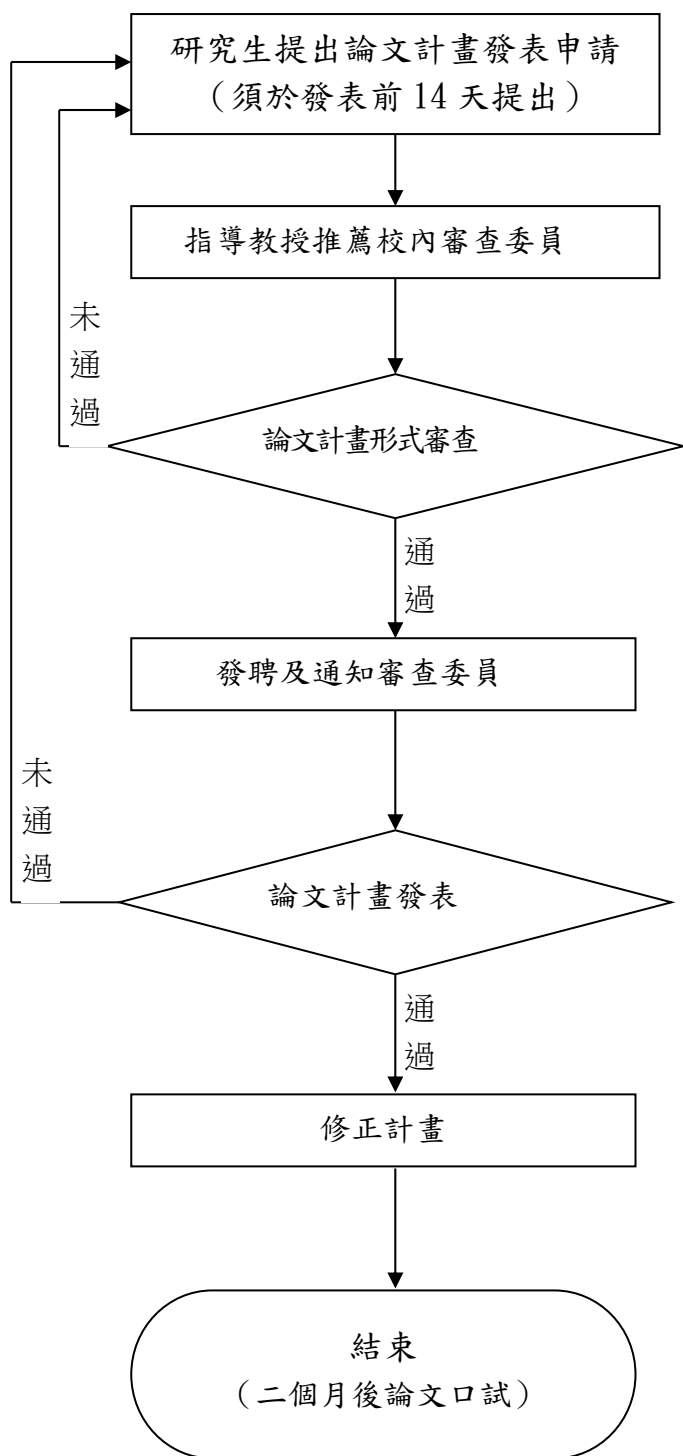 研究生提出論文計畫發表申請
（須於發表前14天提出）
指導教授推薦校內審查委員
未
通
過
論文計畫形式審查
通
過
發聘及通知審查委員
未
通
過
論文計畫發表
通
過
修正計畫
結束
（二個月後論文口試）